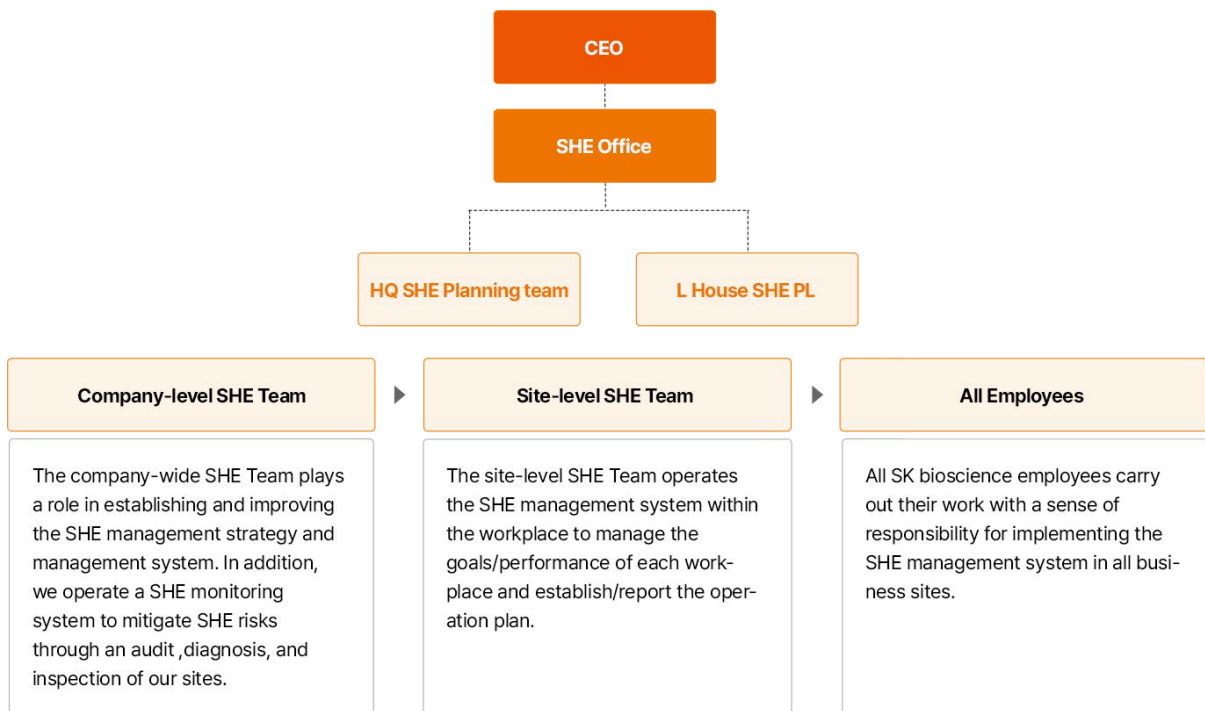 CEO
SHE Office
HQ SHE Planning team
L House SHE PL
Company-level SHE Team
The company-wide SHE Team plays
a role in establishing and improving
the SHE management strategy and
management system. In addition,
we operate a SHE monitoring
system to mitigate SHE risks
through an audit ,diagnosis, and
inspection of our sites.
Site-level SHE Team
The site-level SHE Team operates
the SHE management system within
the workplace to manage the
goals/performance of each work-
place and establish/report the oper-
ation plan.
All Employees
All SK bioscience employees carry
out their work with a sense of
responsibility for implementing the
SHE management system in all busi-
ness sites.